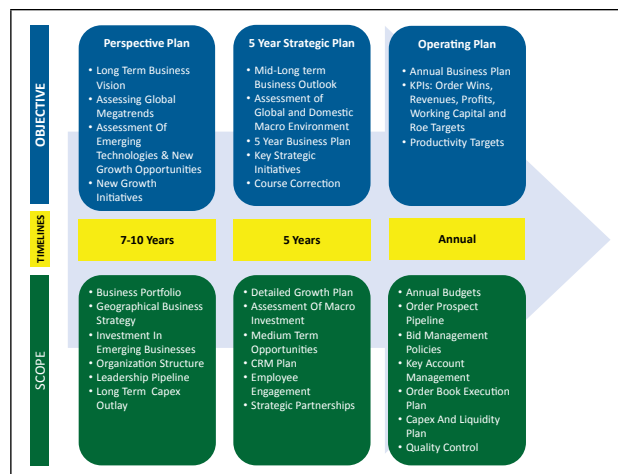 OBJECTIVE
Perspective Plan
• Long Term Business
Vision
• Assessing Global
Megatrends
• Assessment Of
Emerging
Technologies & New
Growth Opportunities
• New Growth
Initiatives
5 Year Strategic Plan
• Mid-Long term
Business Outlook
• Assessment of
Global and Domestic
Macro Environment
• 5 Year Business Plan
• Key Strategic
Initiatives
• Course Correction
Operating Plan
• Annual Business Plan
• KPIs: Order Wins,
Revenues, Profits,
Working Capital and
Roe Targets
• Productivity Targets
TIMELINES
7-10 Years
5 Years
Annual
SCOPE
• Business Portfolio
• Geographical Business
Strategy
• Investment In
Emerging Businesses
• Organization Structure
• Leadership Pipeline
• Long Term Capex
Outlay
• Detailed Growth Plan
• Assessment Of Macro
Investment
• Medium Term
Opportunities
• CRM Plan
• Employee
Engagement
• Strategic Partnerships
• Annual Budgets
• Order Prospect
Pipeline
• Bid Management
Policies
• Key Account
Management
• Order Book Execution
Plan
• Capex And Liquidity
Plan
• Quality Control